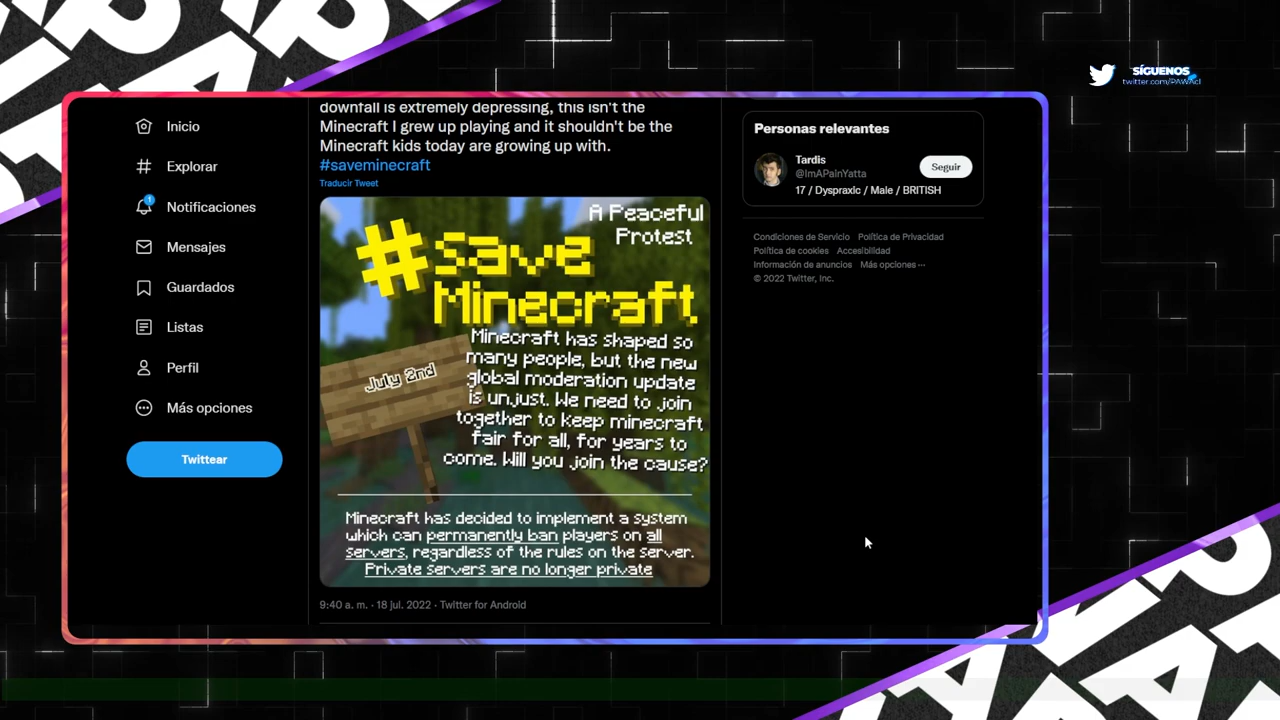 SÍGUENOS
twitter.com/PAWAcl
downfall is extremely depressing, this isn't the
Minecraft I grew up playing and it shouldn't be the
Minecraft kids today are growing up with.
#saveminecraft
Traducir Tweet
Inicio
Explorar
1
Notificaciones
Mensajes
Guardados
Listas
Perfil
Más opciones
Twittear
A Peaceful
Protest
#save
Minecraft
July 2nd
Minecraft has shaped so
many people, but the new
global moderation update
is unjust. We need to join
together to keep minecraft
fair for all, for years to
come. Will you join the cause?
Minecraft has decided to implement a system
which can permanently ban players on all
servers, regardless of the rules on the server.
Private servers are no longer private
9:40 a. m. · 18 jul. 2022 · Twitter for Android
Personas relevantes
Tardis
@ImAPainYatta
Seguir
17 / Dyspraxic / Male / BRITISH
Condiciones de Servicio Política de Privacidad
Política de cookies Accesibilidad
Información de anuncios Más opciones ···
© 2022 Twitter, Inc.